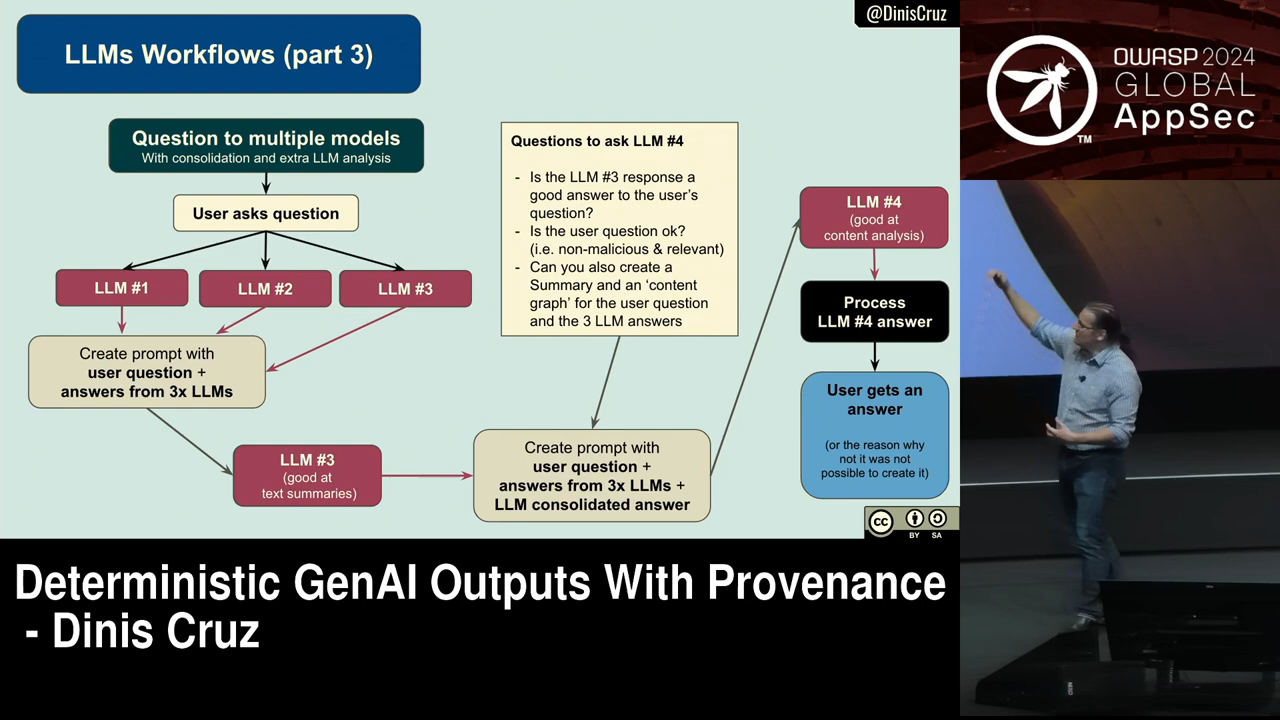 @DinisCruz
LLMs Workflows (part 3)
Question to multiple models
With consolidation and extra LLM analysis
User asks question
LLM #1
LLM #2
LLM #3
Create prompt with
user question +
answers from 3x LLMs
LLM #3
(good at
text summaries)
Questions to ask LLM #4
- Is the LLM #3 response a
good answer to the user's
question?
- Is the user question ok?
(i.e. non-malicious & relevant)
- Can you also create a
Summary and an 'content
graph' for the user question
and the 3 LLM answers
Create prompt with
user question +
answers from 3x LLMs +
LLM consolidated answer
LLM #4
(good at
content analysis)
Process
LLM #4 answer
User gets an
answer
(or the reason why
not it was not
possible to create it)
cc
BY SA
OWASP 2024
GLOBAL
AppSec
TM
Deterministic GenAI Outputs With Provenance
- Dinis Cruz